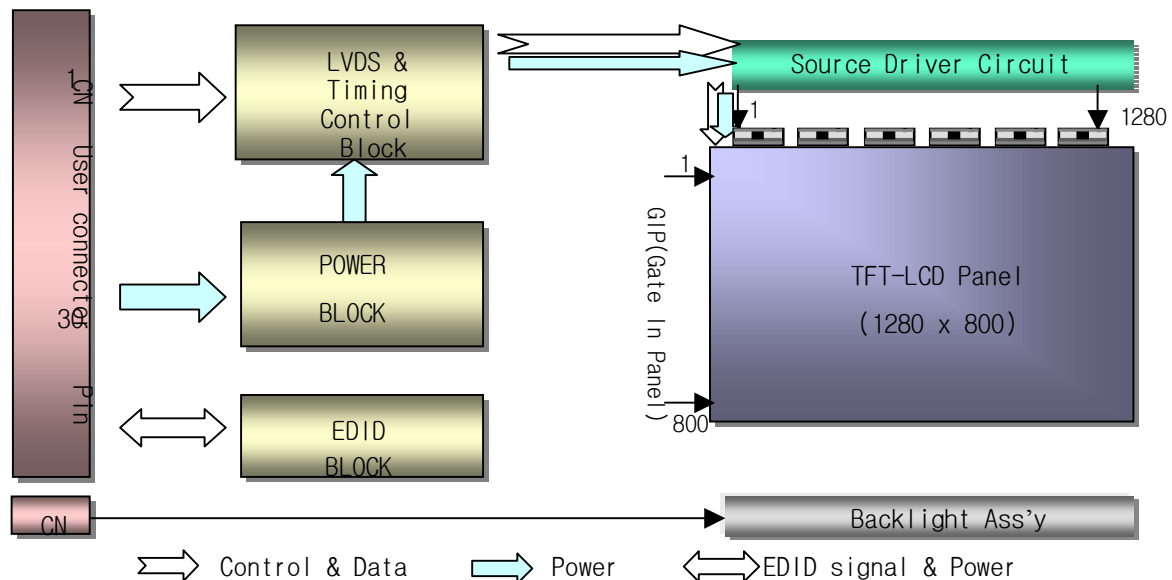 CN
1
User connector
30
Pin
LVDS &
Timing
Control
Block
POWER
BLOCK
EDID
BLOCK
Source Driver Circuit
1
1280
1
GIP(Gate In Panel)
800
TFT-LCD Panel
(1280 x 800)
CN
Backlight Ass’y
Control & Data
Power
EDID signal & Power